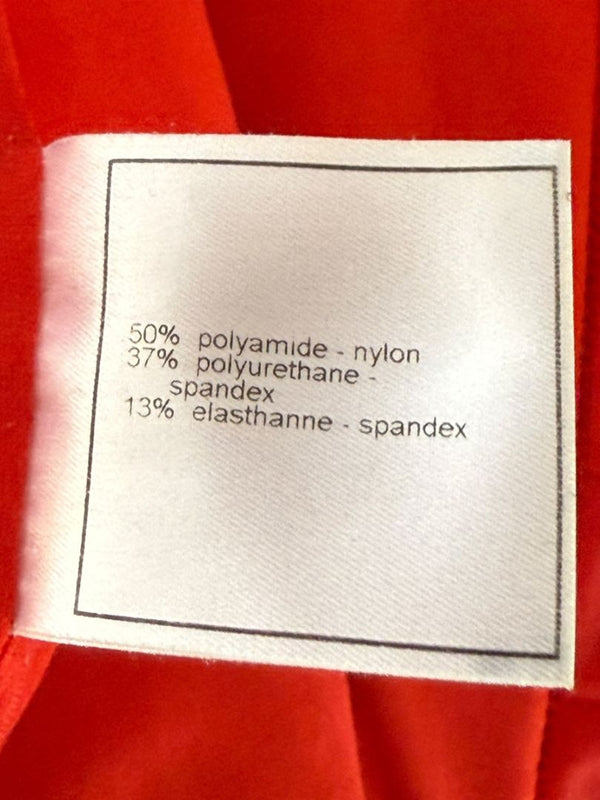 50% polyamide - nylon
37% polyurethane -
spandex
13% elasthanne - spandex